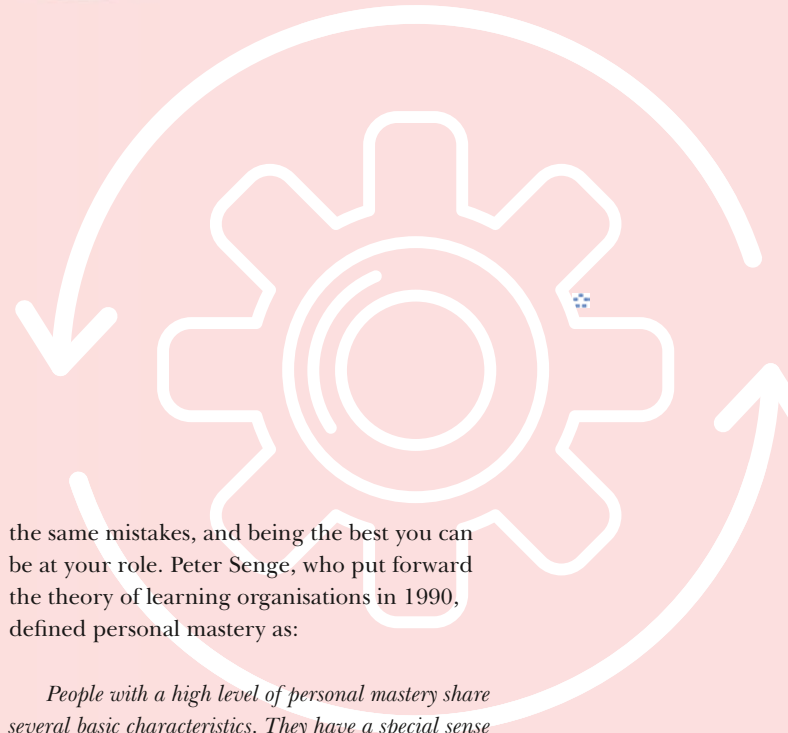 the same mistakes, and being the best you can
be at your role. Peter Senge, who put forward
the theory of learning organisations in 1990,
defined personal mastery as:
People with a high level of personal mastery share
several basic characteristics. They have a special sense